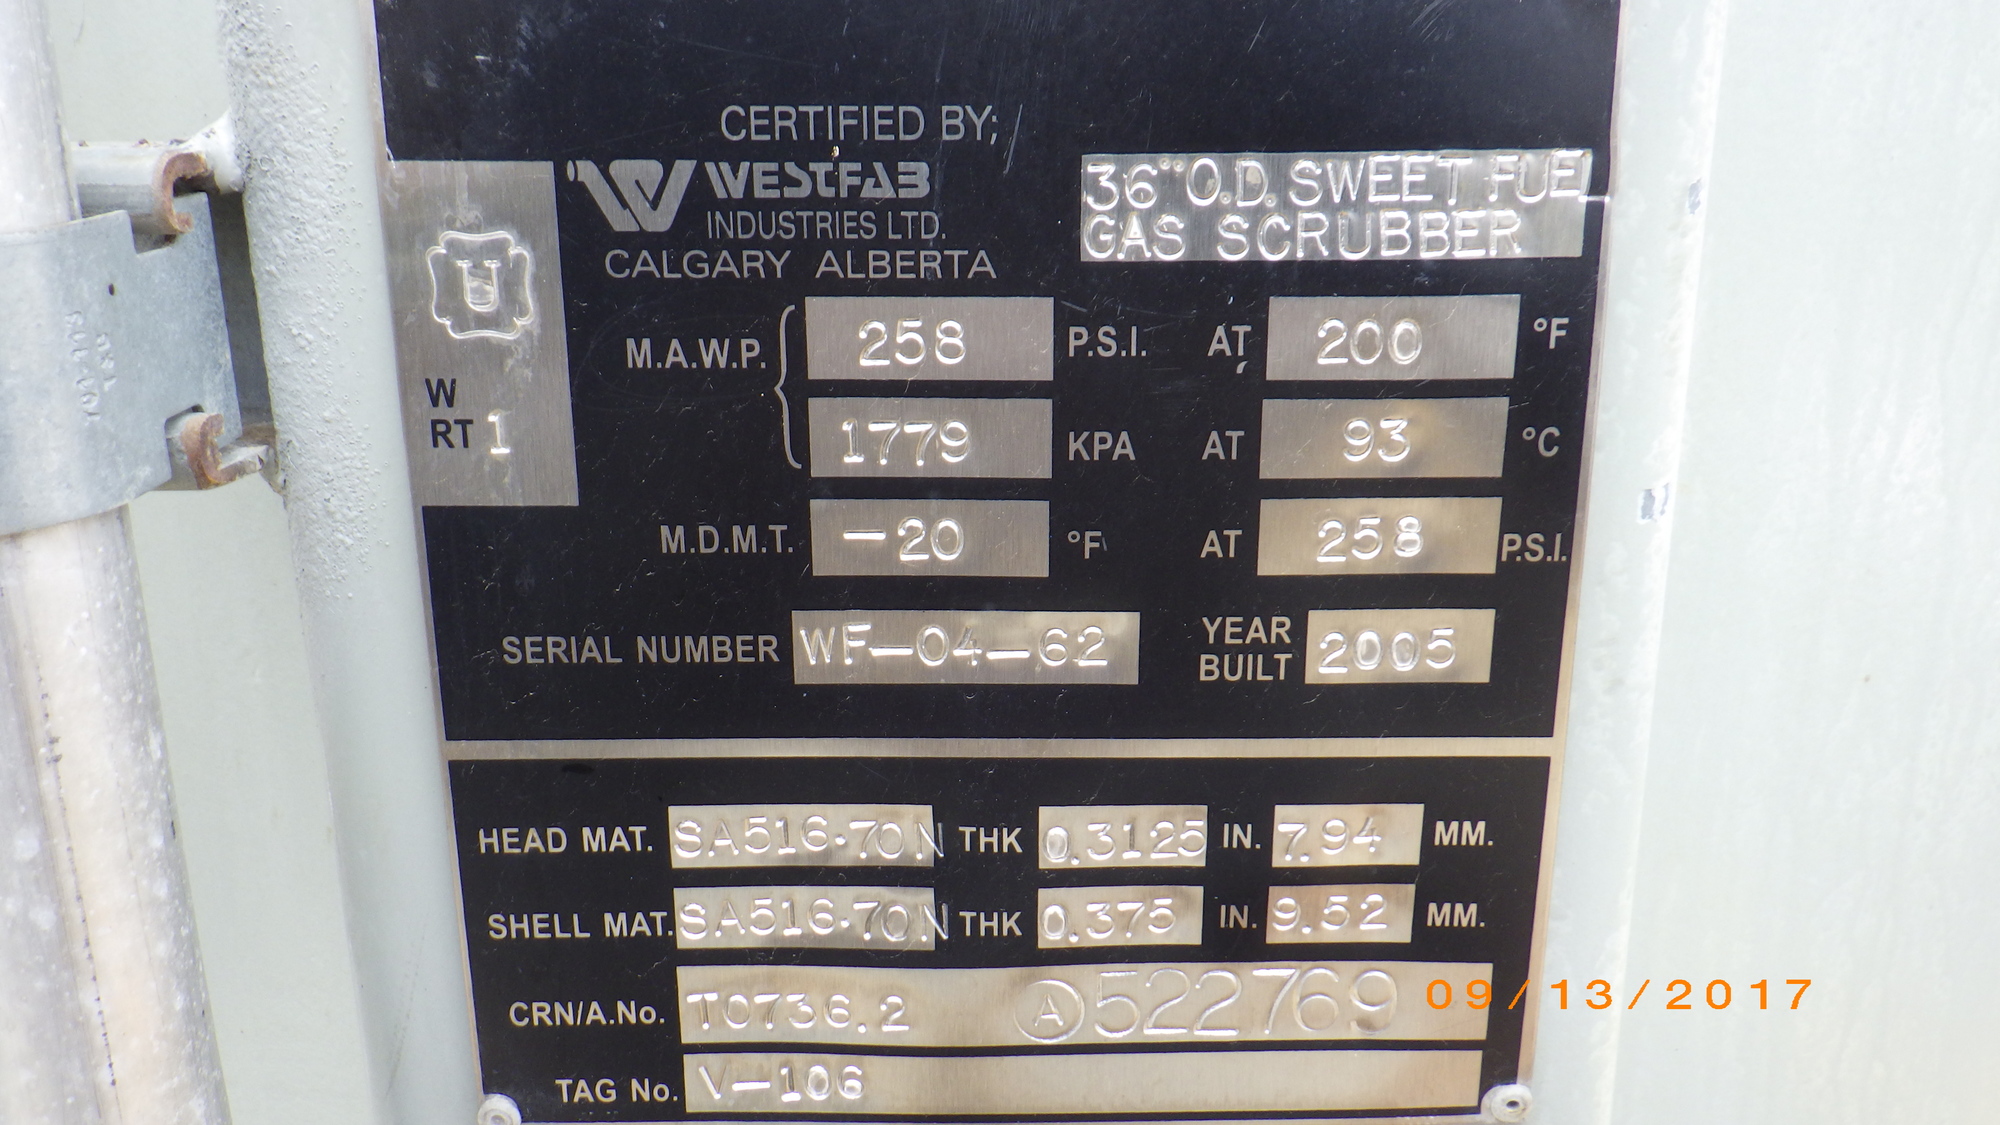 CERTIFIED BY;
W WESTFAB
INDUSTRIES LTD.
CALGARY ALBERTA
36" O.D. SWEET FUEL
GAS SCRUBBER
U
W
RT 1
M.A.W.P. 258 P.S.I. AT 200 °F
1779 KPA AT 93 °C
M.D.M.T. -20 °F AT 258 P.S.I.
SERIAL NUMBER WF-04-62 YEAR BUILT 2005
HEAD MAT. SA516-70N THK 0.3125 IN. 7.94 MM.
SHELL MAT. SA516-70N THK 0.375 IN. 9.52 MM.
CRN/A.No. T0736.2 A 522769
TAG No. V-106
09/13/2017